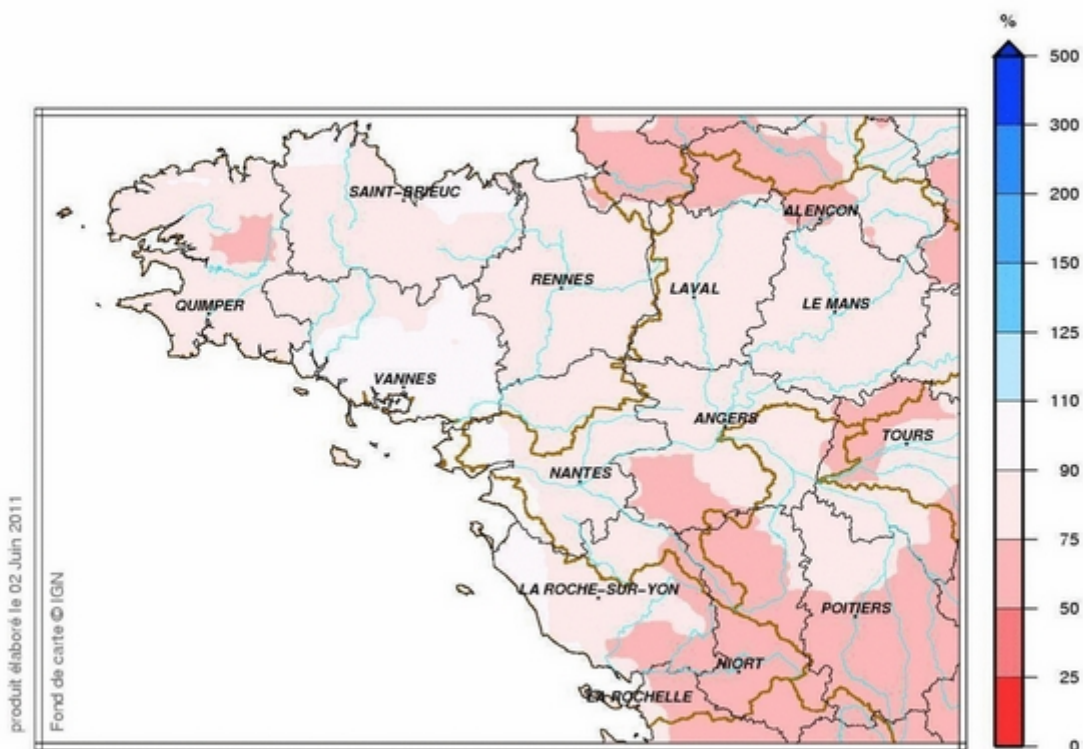 %
500
300
200
150
125
110
90
75
50
25
0
SAINT-BRIEUC
ALENÇON
RENNES
LAVAL
LE MANS
QUIMPER
VANNES
ANGERS
TOURS
NANTES
LA ROCHE-SUR-YON
POITIERS
NIORT
LA ROCHELLE
produit élaboré le 02 Juin 2011
Fond de carte © IGN